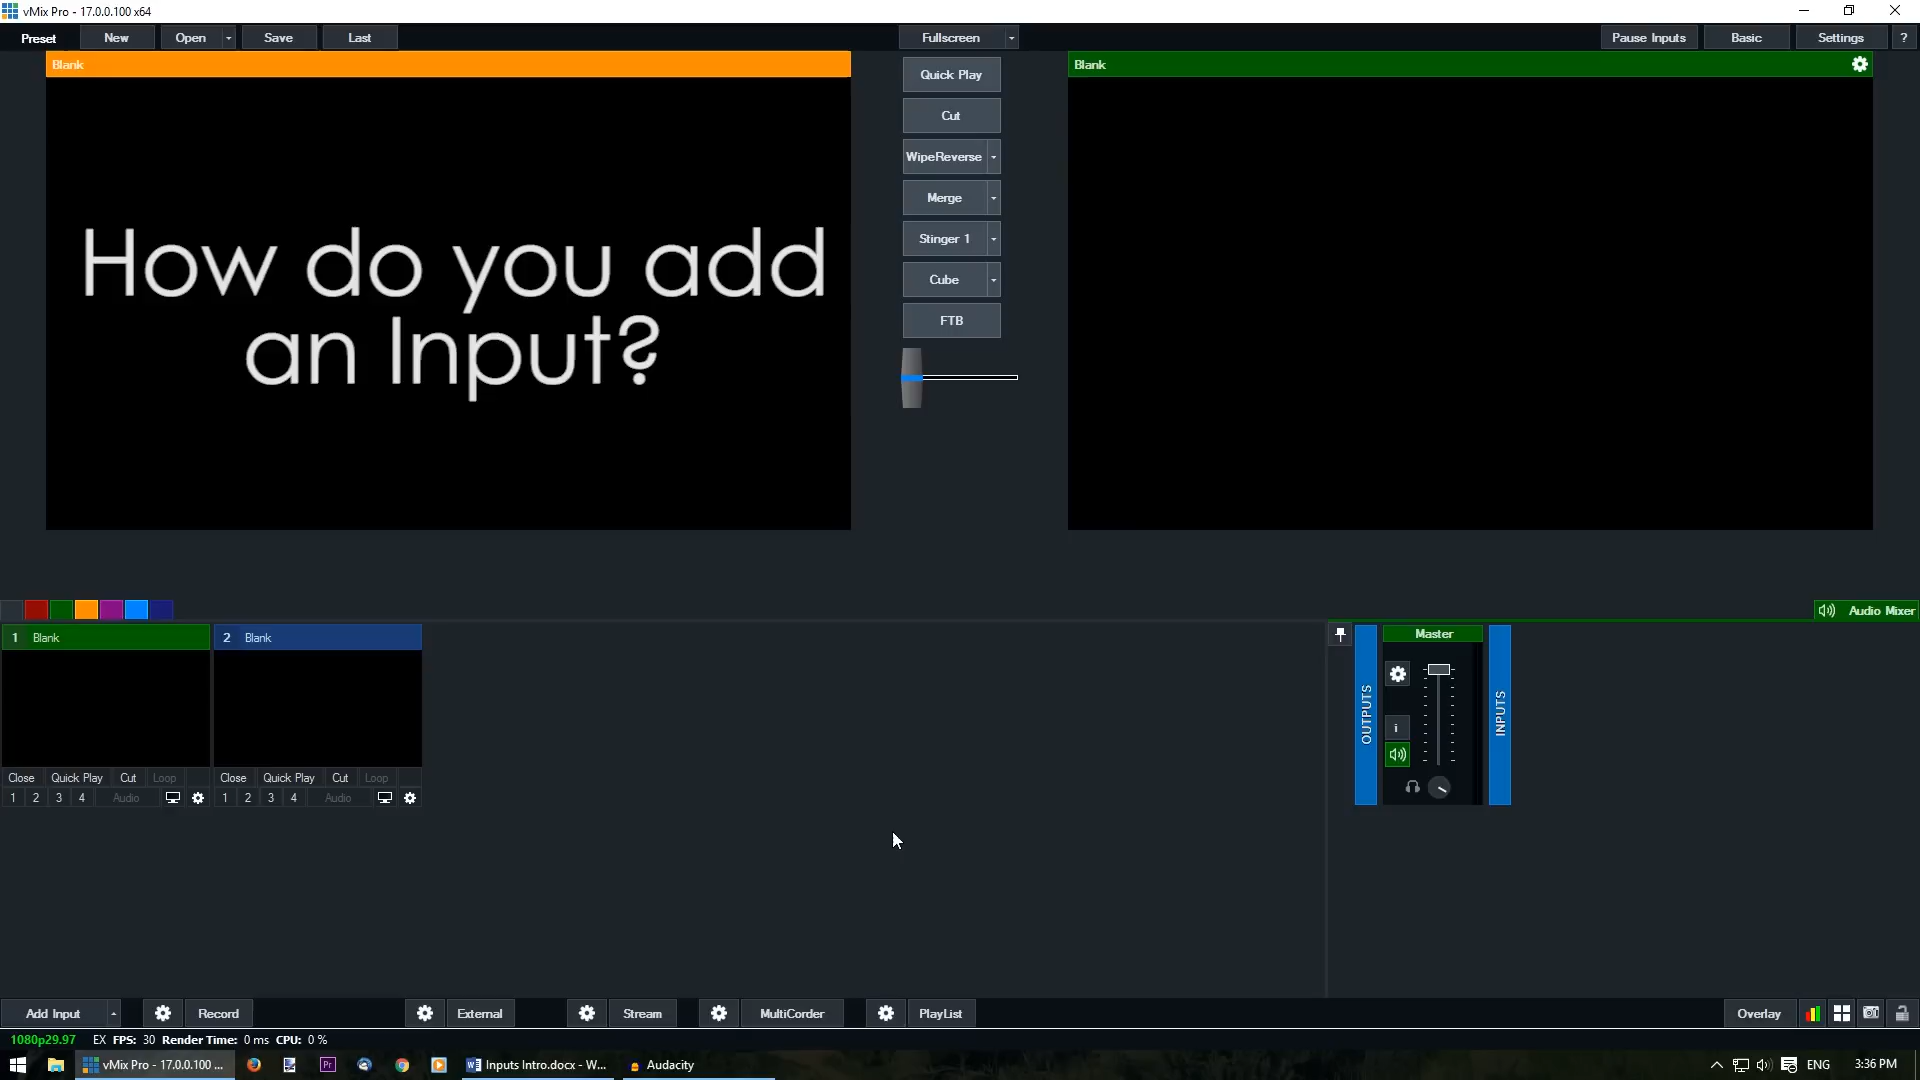 vMix Pro - 17.0.0.100 x64
Preset New Open Save Last Fullscreen Pause Inputs Basic Settings ?
Blank
Blank
How do you add
an Input?
Quick Play
Cut
WipeReverse
Merge
Stinger 1
Cube
FTB
Audio Mixer
1 Blank
2 Blank
Close Quick Play Cut Loop
1 2 3 4 Audio
Close Quick Play Cut Loop
1 2 3 4 Audio
OUTPUTS
Master
i
INPUTS
Add Input Record External Stream MultiCorder PlayList Overlay
1080p29.97 EX FPS: 30 Render Time: 0 ms CPU: 0 %
vMix Pro - 17.0.0.100 ... Pr Inputs Intro.docx - W... Audacity ENG 3:36 PM